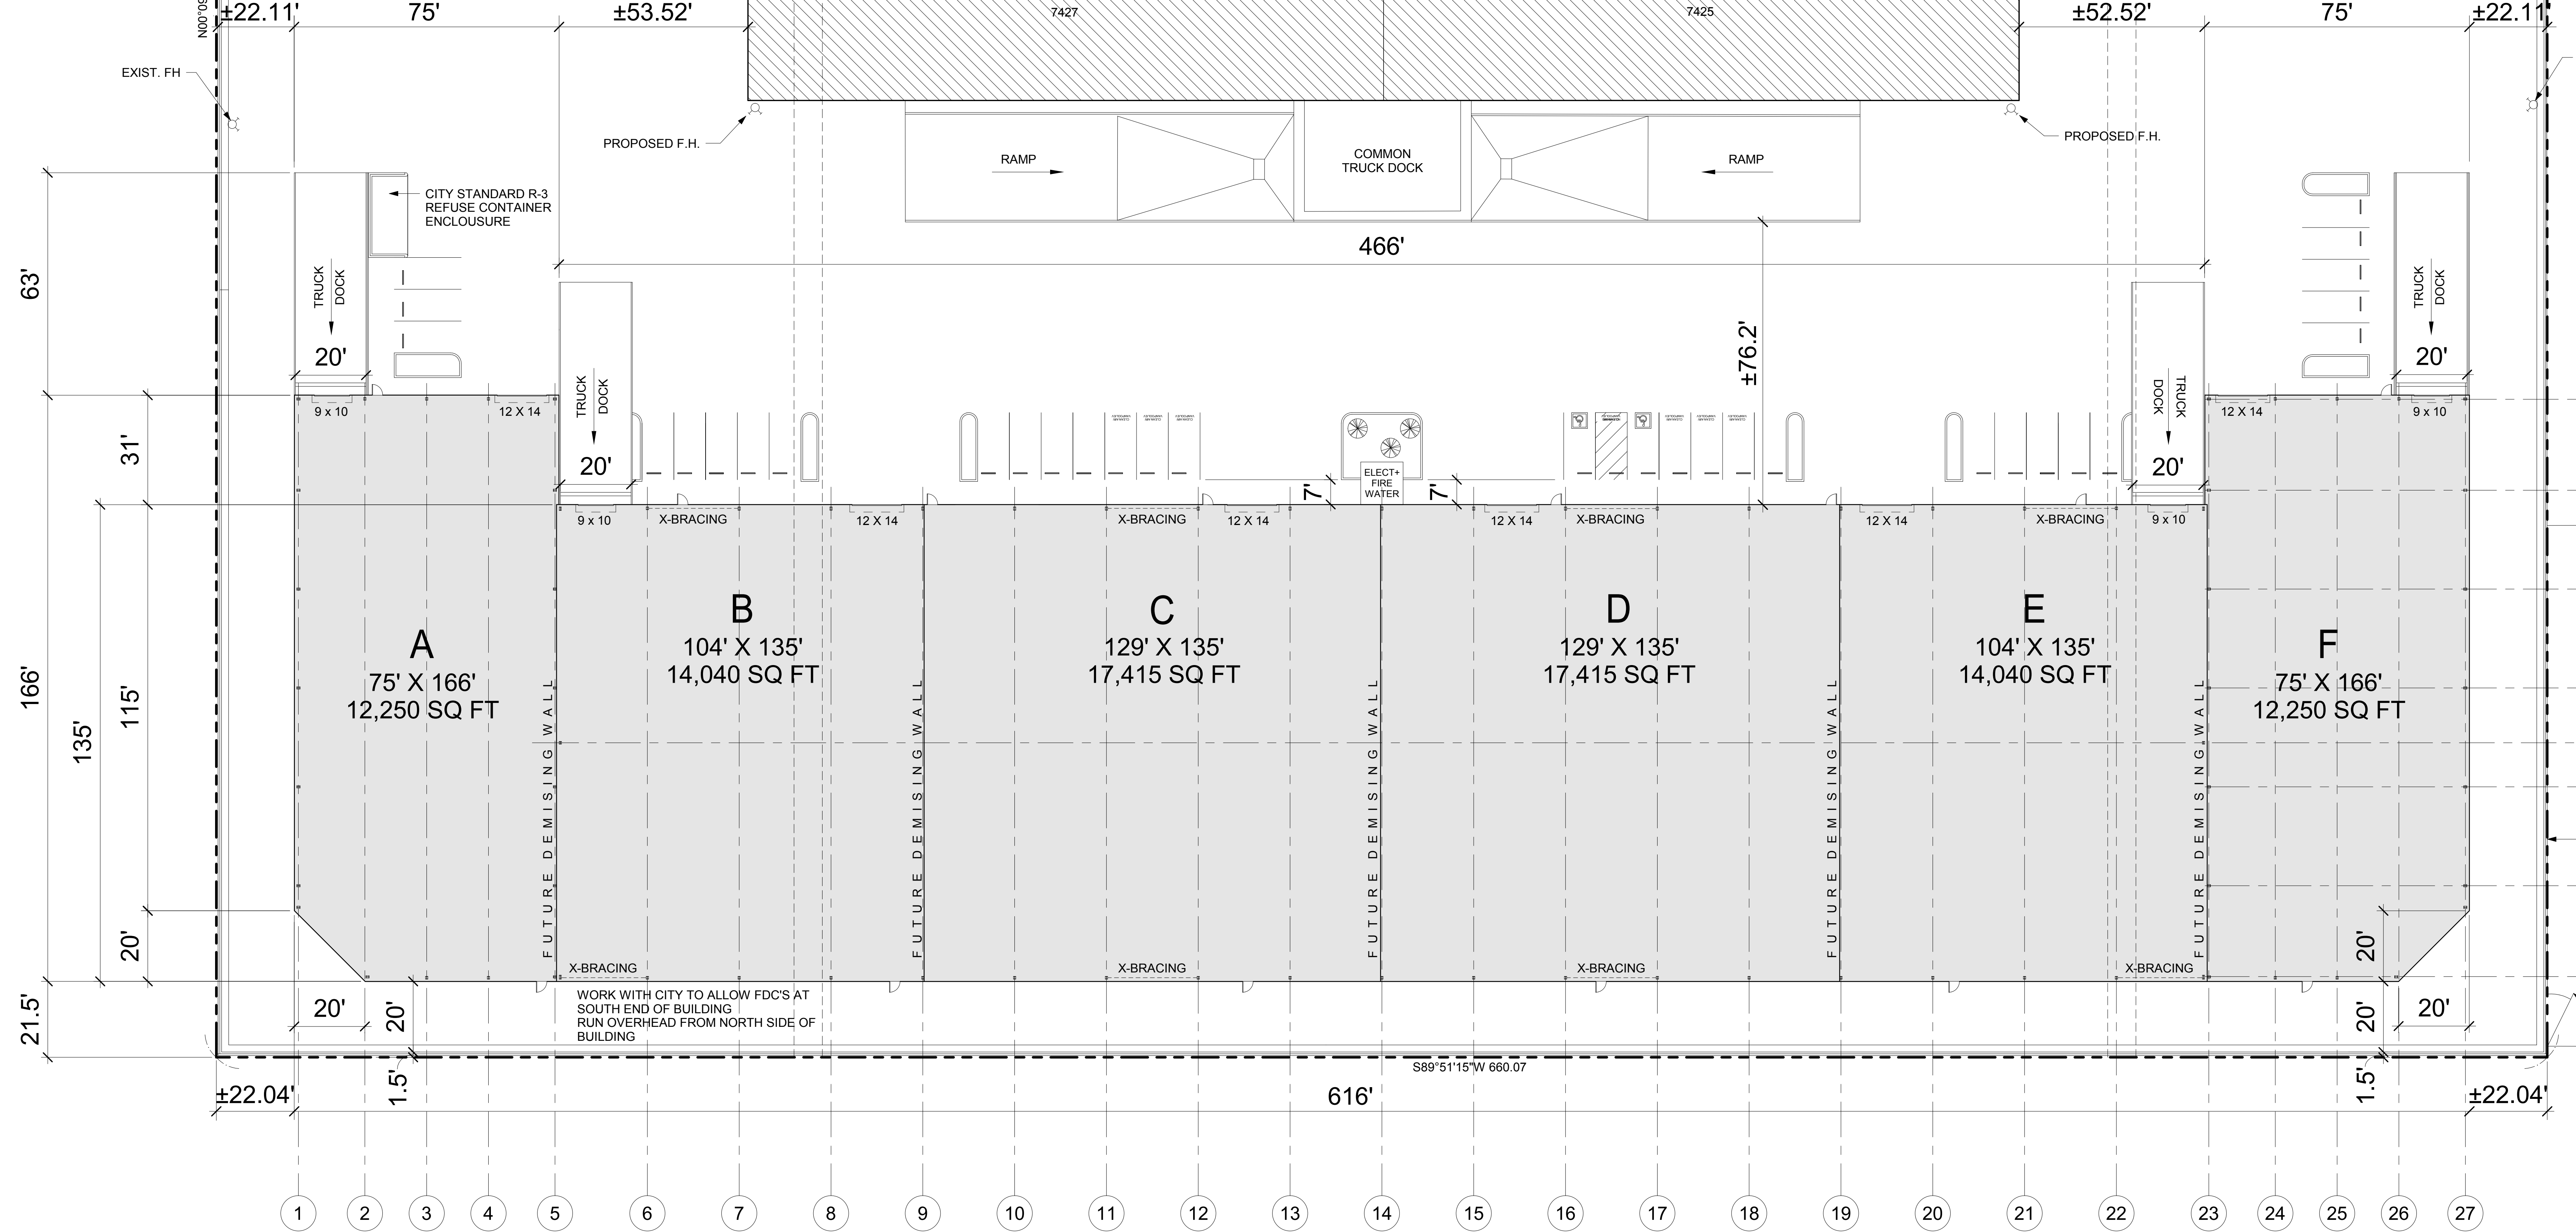 ±22.11'
75'
±53.52'
7427
7425
±52.52'
75'
±22.11'
N00°09
EXIST. FH
PROPOSED F.H.
PROPOSED F.H.
RAMP
COMMON
TRUCK DOCK
RAMP
CITY STANDARD R-3
REFUSE CONTAINER
ENCLOUSURE
466'
63'
TRUCK
DOCK
20'
TRUCK
DOCK
20'
±76.2'
TRUCK
DOCK
20'
TRUCK
DOCK
20'
9 x 10
12 X 14
12 X 14
9 x 10
31'
7'
ELECT+
FIRE
WATER
7'
9 x 10
X-BRACING
12 X 14
X-BRACING
12 X 14
12 X 14
X-BRACING
12 X 14
X-BRACING
9 x 10
A
75' X 166'
12,250 SQ FT
B
104' X 135'
14,040 SQ FT
C
129' X 135'
17,415 SQ FT
D
129' X 135'
17,415 SQ FT
E
104' X 135'
14,040 SQ FT
F
75' X 166'
12,250 SQ FT
166'
135'
115'
20'
FUTURE DEMISING WALL
FUTURE DEMISING WALL
FUTURE DEMISING WALL
FUTURE DEMISING WALL
FUTURE DEMISING WALL
20'
X-BRACING
X-BRACING
X-BRACING
X-BRACING
21.5'
20'
20'
WORK WITH CITY TO ALLOW FDC'S AT
SOUTH END OF BUILDING
RUN OVERHEAD FROM NORTH SIDE OF
BUILDING
20'
20'
S89°51'15"W 660.07
±22.04'
1.5'
616'
1.5'
±22.04'
1
2
3
4
5
6
7
8
9
10
11
12
13
14
15
16
17
18
19
20
21
22
23
24
25
26
27